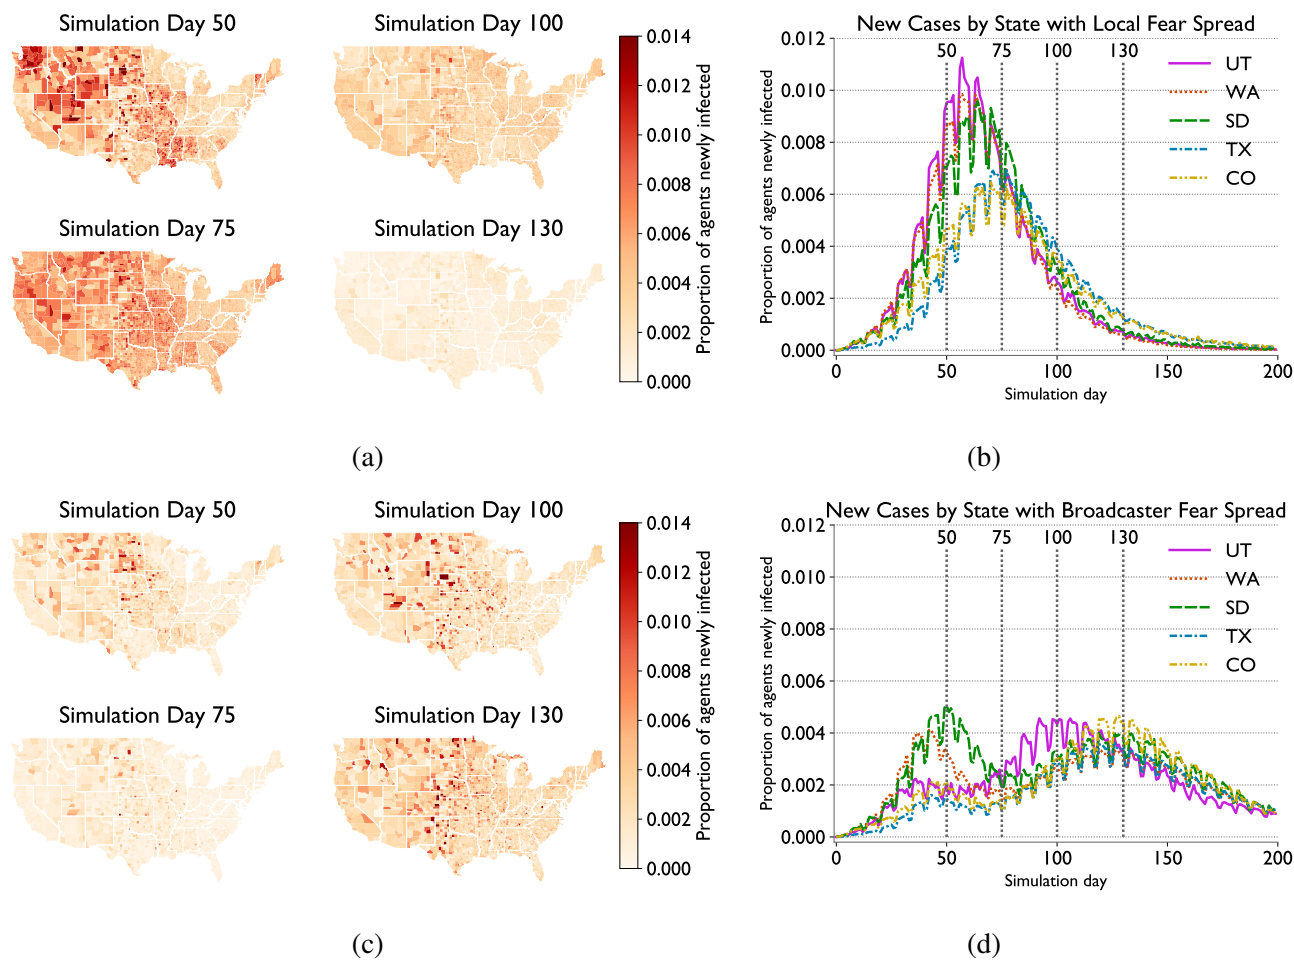 Simulation Day 50
Simulation Day 100
Simulation Day 75
Simulation Day 130
0.014
0.012
0.010
0.008
0.006
0.004
0.002
0.000
Proportion of agents newly infected
(a)
New Cases by State with Local Fear Spread
50 75 100 130
UT
WA
SD
TX
CO
0.012
0.010
0.008
0.006
0.004
0.002
0.000
Proportion of agents newly infected
0 50 100 150 200
Simulation day
(b)
Simulation Day 50
Simulation Day 100
Simulation Day 75
Simulation Day 130
0.014
0.012
0.010
0.008
0.006
0.004
0.002
0.000
Proportion of agents newly infected
(c)
New Cases by State with Broadcaster Fear Spread
50 75 100 130
UT
WA
SD
TX
CO
0.012
0.010
0.008
0.006
0.004
0.002
0.000
Proportion of agents newly infected
0 50 100 150 200
Simulation day
(d)